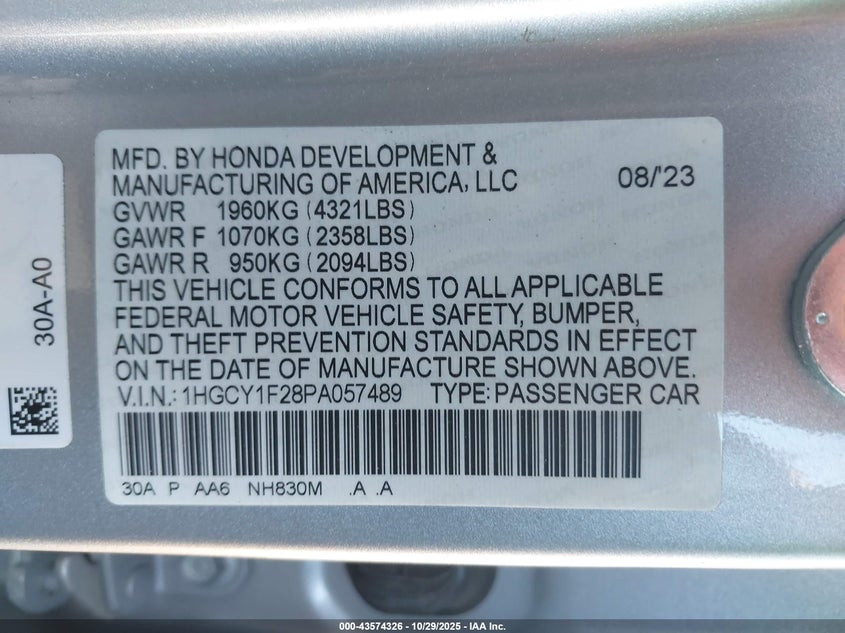 MFD. BY HONDA DEVELOPMENT &
MANUFACTURING OF AMERICA, LLC 08/'23
GVWR 1960KG (4321LBS)
GAWR F 1070KG (2358LBS)
GAWR R 950KG (2094LBS)
THIS VEHICLE CONFORMS TO ALL APPLICABLE
FEDERAL MOTOR VEHICLE SAFETY, BUMPER,
AND THEFT PREVENTION STANDARDS IN EFFECT
ON THE DATE OF MANUFACTURE SHOWN ABOVE.
V.I.N.: 1HGCY1F28PA057489 TYPE: PASSENGER CAR
30A P AA6 NH830M .A .A
30A-A0
000-43574326 | 10/29/2025 | IAA Inc.